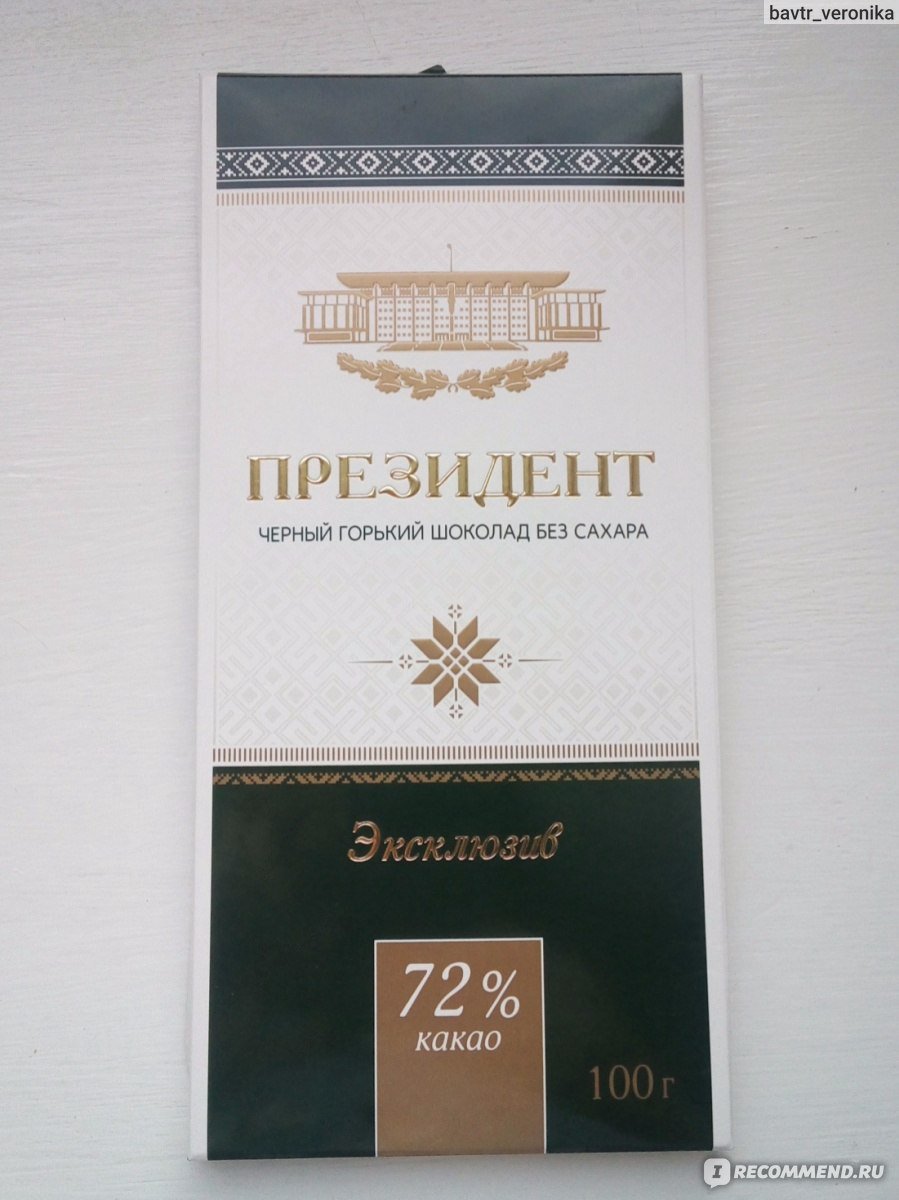 bavtr_veronika
ПРЕЗИДЕНТ
ЧЕРНЫЙ ГОРЬКИЙ ШОКОЛАД БЕЗ САХАРА
Эксклюзив
72%
какао
100 г
I RECOMMEND.RU